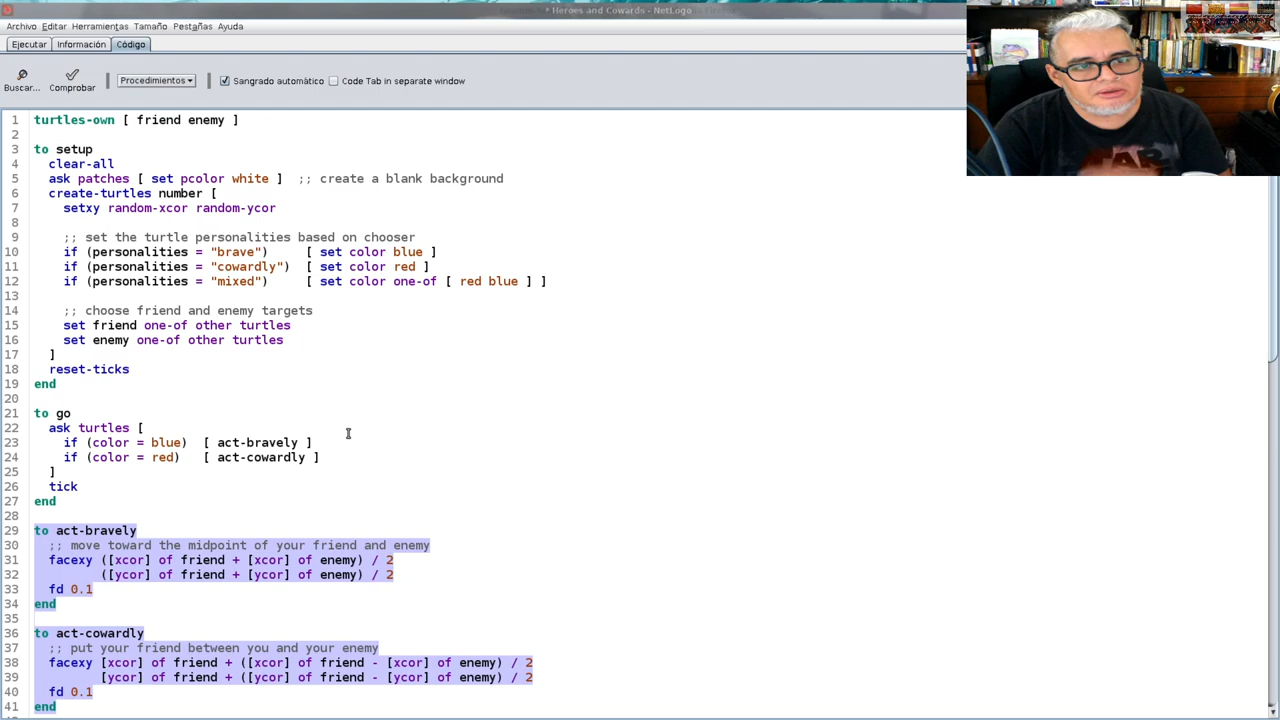 * Heroes and Cowards - NetLogo
Archivo Editar Herramientas Tamaño Pestañas Ayuda
Ejecutar Información Código
Buscar... Comprobar Procedimientos Sangrado automático Code Tab in separate window
1 turtles-own [ friend enemy ]
2
3 to setup
4 clear-all
5 ask patches [ set pcolor white ] ;; create a blank background
6 create-turtles number [
7 setxy random-xcor random-ycor
8
9 ;; set the turtle personalities based on chooser
10 if (personalities = "brave") [ set color blue ]
11 if (personalities = "cowardly") [ set color red ]
12 if (personalities = "mixed") [ set color one-of [ red blue ] ]
13
14 ;; choose friend and enemy targets
15 set friend one-of other turtles
16 set enemy one-of other turtles
17 ]
18 reset-ticks
19 end
20
21 to go
22 ask turtles [
23 if (color = blue) [ act-bravely ]
24 if (color = red) [ act-cowardly ]
25 ]
26 tick
27 end
28
29 to act-bravely
30 ;; move toward the midpoint of your friend and enemy
31 facexy ([xcor] of friend + [xcor] of enemy) / 2
32 ([ycor] of friend + [ycor] of enemy) / 2
33 fd 0.1
34 end
35
36 to act-cowardly
37 ;; put your friend between you and your enemy
38 facexy [xcor] of friend + ([xcor] of friend - [xcor] of enemy) / 2
39 [ycor] of friend + ([ycor] of friend - [ycor] of enemy) / 2
40 fd 0.1
41 end
STAR